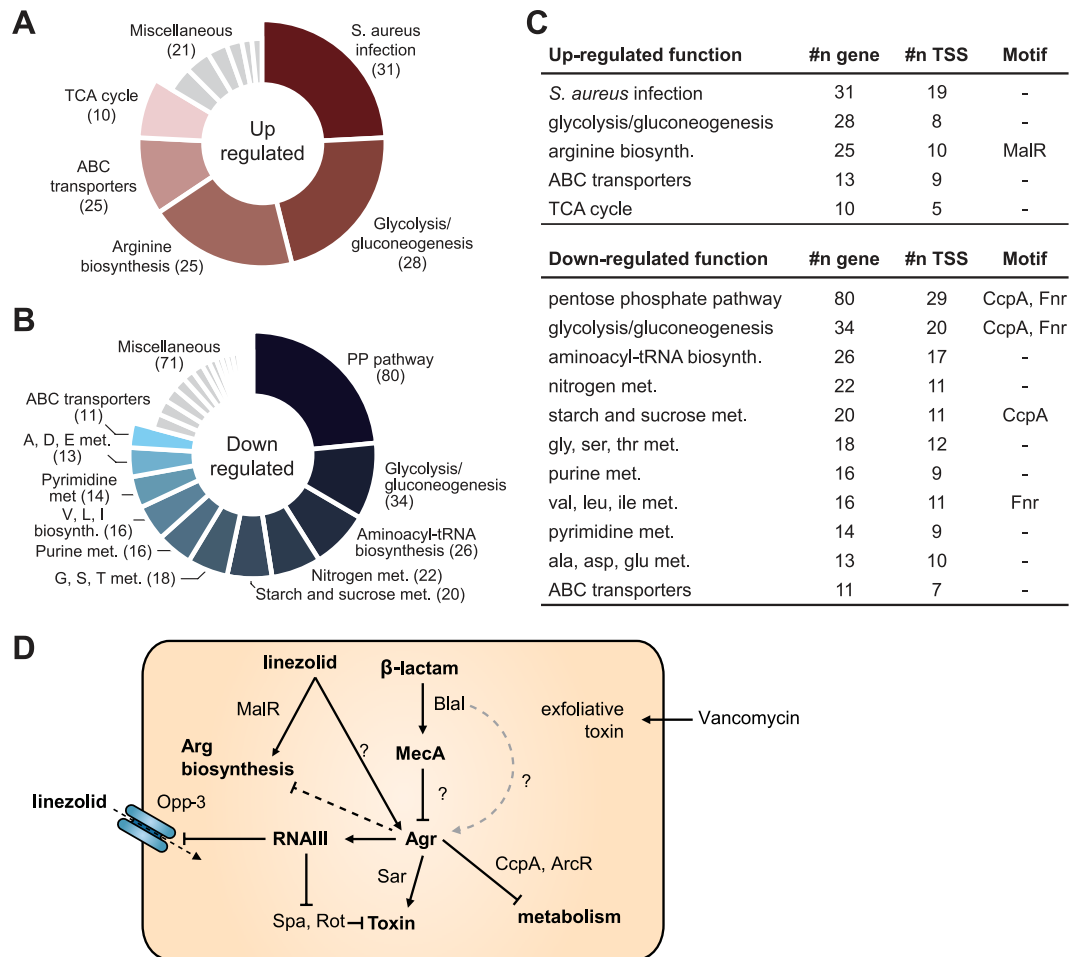 A
Miscellaneous
(21)
S. aureus
infection
(31)
TCA cycle
(10)
Up
regulated
ABC
transporters
(25)
Arginine
biosynthesis (25)
Glycolysis/
gluconeogenesis
(28)
B
Miscellaneous
(71)
PP pathway
(80)
ABC transporters
(11)
A, D, E met.
(13)
Down
regulated
Pyrimidine
met (14)
V, L, I
biosynth. (16)
Purine met. (16)
G, S, T met. (18)
Glycolysis/
gluconeogenesis
(34)
Aminoacyl-tRNA
biosynthesis (26)
Nitrogen met. (22)
Starch and sucrose met. (20)
C
Up-regulated function #n gene #n TSS Motif
S. aureus infection 31 19 -
glycolysis/gluconeogenesis 28 8 -
arginine biosynth. 25 10 MalR
ABC transporters 13 9 -
TCA cycle 10 5 -
Down-regulated function #n gene #n TSS Motif
pentose phosphate pathway 80 29 CcpA, Fnr
glycolysis/gluconeogenesis 34 20 CcpA, Fnr
aminoacyl-tRNA biosynth. 26 17 -
nitrogen met. 22 11 -
starch and sucrose met. 20 11 CcpA
gly, ser, thr met. 18 12 -
purine met. 16 9 -
val, leu, ile met. 16 11 Fnr
pyrimidine met. 14 9 -
ala, asp, glu met. 13 10 -
ABC transporters 11 7 -
D
linezolid
β-lactam
MalR
BlaI
exfoliative
toxin
Vancomycin
Arg
biosynthesis
?
MecA
?
?
linezolid
Opp-3
RNAIII
Agr
Sar
CcpA, ArcR
Spa, Rot
Toxin
metabolism